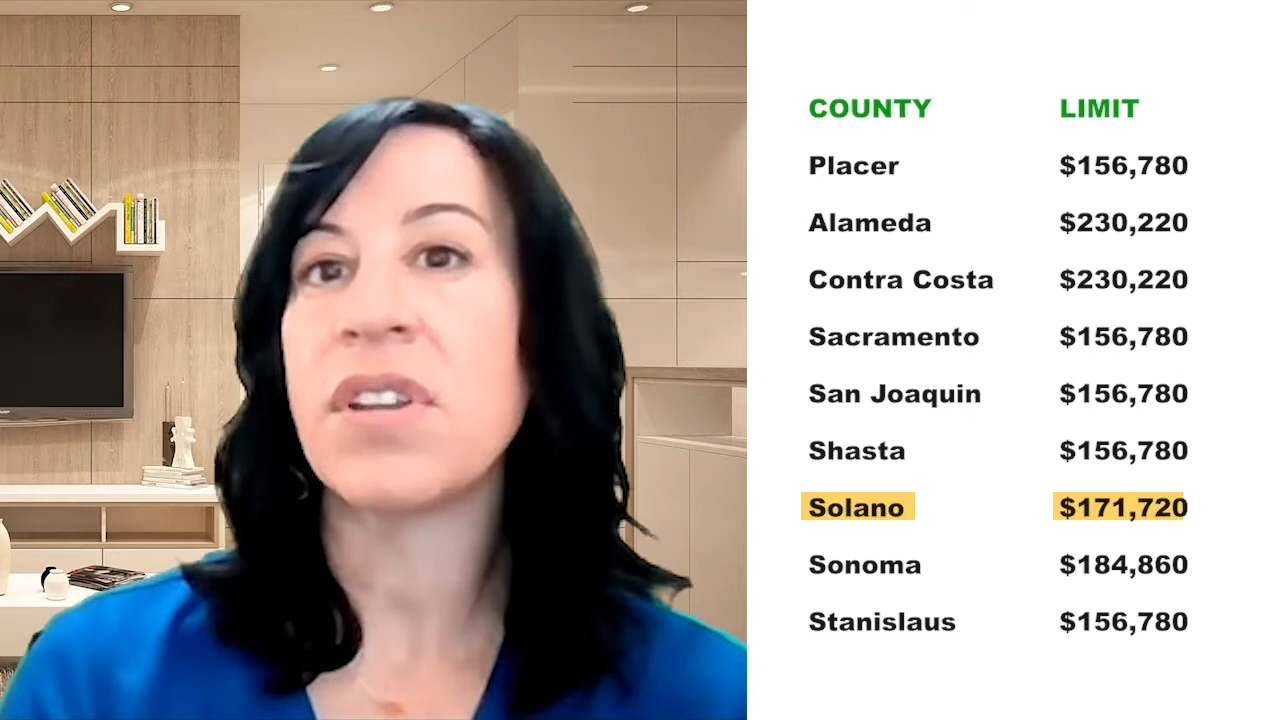 COUNTY LIMIT
Placer $156,780
Alameda $230,220
Contra Costa $230,220
Sacramento $156,780
San Joaquin $156,780
Shasta $156,780
Solano $171,720
Sonoma $184,860
Stanislaus $156,780